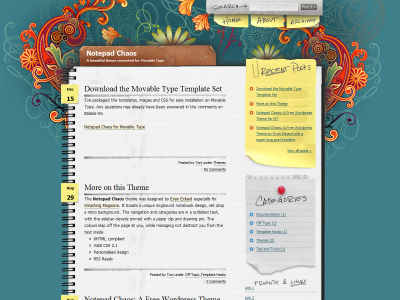 SEARCH
HOME
ABOUT
ARCHIVES
Notepad Chaos
A beautiful theme converted for Movable Type
Dec
15
Download the Movable Type Template Set
I've packaged the templates, images and CSS for easy installation on Movable
Type. Any questions may already have been answered in the comments on
Notepad Chaos for Movable Type
Posted by Tori under Themes
No Comments
Aug
29
More on this Theme
The Notepad Chaos theme was designed by Evan Eckard especially for
Smashing Magazine. It boasts a unique ringbound notebook design, set atop
a retro background. The navigation and categories are in a scribbled text,
with the sidebar cleverly pinned with a paper clip and drawing pin. The
colours leap off the page at you, while managing not destract you from the
text inside.
XHTML compliant
Valid CSS 2.1
Personalised design
RSS Ready
Posted by Tori under Off Topic, Template Hacks
3 Comments
Notepad Chaos: A Free Wordpress Theme
RECENT POSTS
Download the Movable Type
Template Set
More on this Theme
Notepad Chaos: A Free Wordpress
Theme for MT
Notepad Chaos: A Free Wordpress
Theme by Evan Eckard with a
super long post headline
View all posts
CATEGORIES
Documentation (1)
Off Topic (1)
Template Hacks (1)
Themes (2)
Tips and Tricks (1)
FRIENDS & LINKS
Link 1